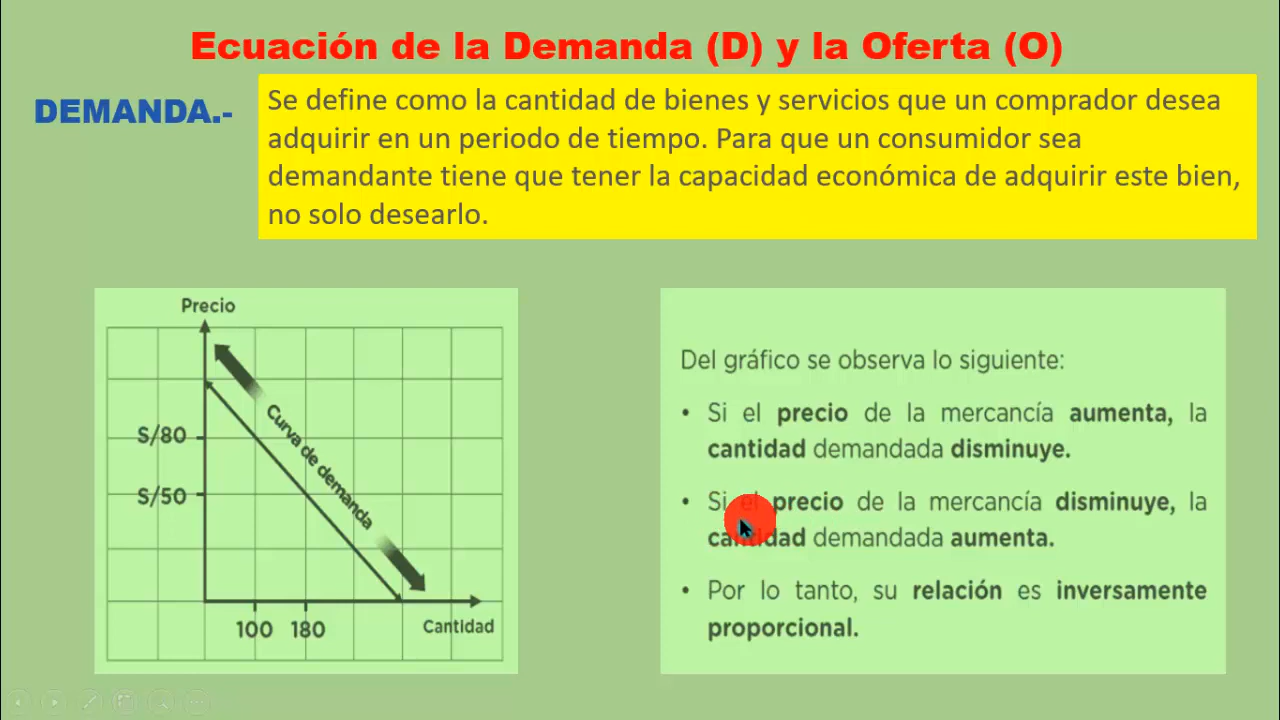 Ecuación de la Demanda (D) y la Oferta (O)
DEMANDA.-
Se define como la cantidad de bienes y servicios que un comprador desea
adquirir en un periodo de tiempo. Para que un consumidor sea
demandante tiene que tener la capacidad económica de adquirir este bien,
no solo desearlo.
Precio
S/80
S/50
Curva de demanda
100 180
Cantidad
Del gráfico se observa lo siguiente:
• Si el precio de la mercancía aumenta, la
cantidad demandada disminuye.
• Si el precio de la mercancía disminuye, la
cantidad demandada aumenta.
• Por lo tanto, su relación es inversamente
proporcional.